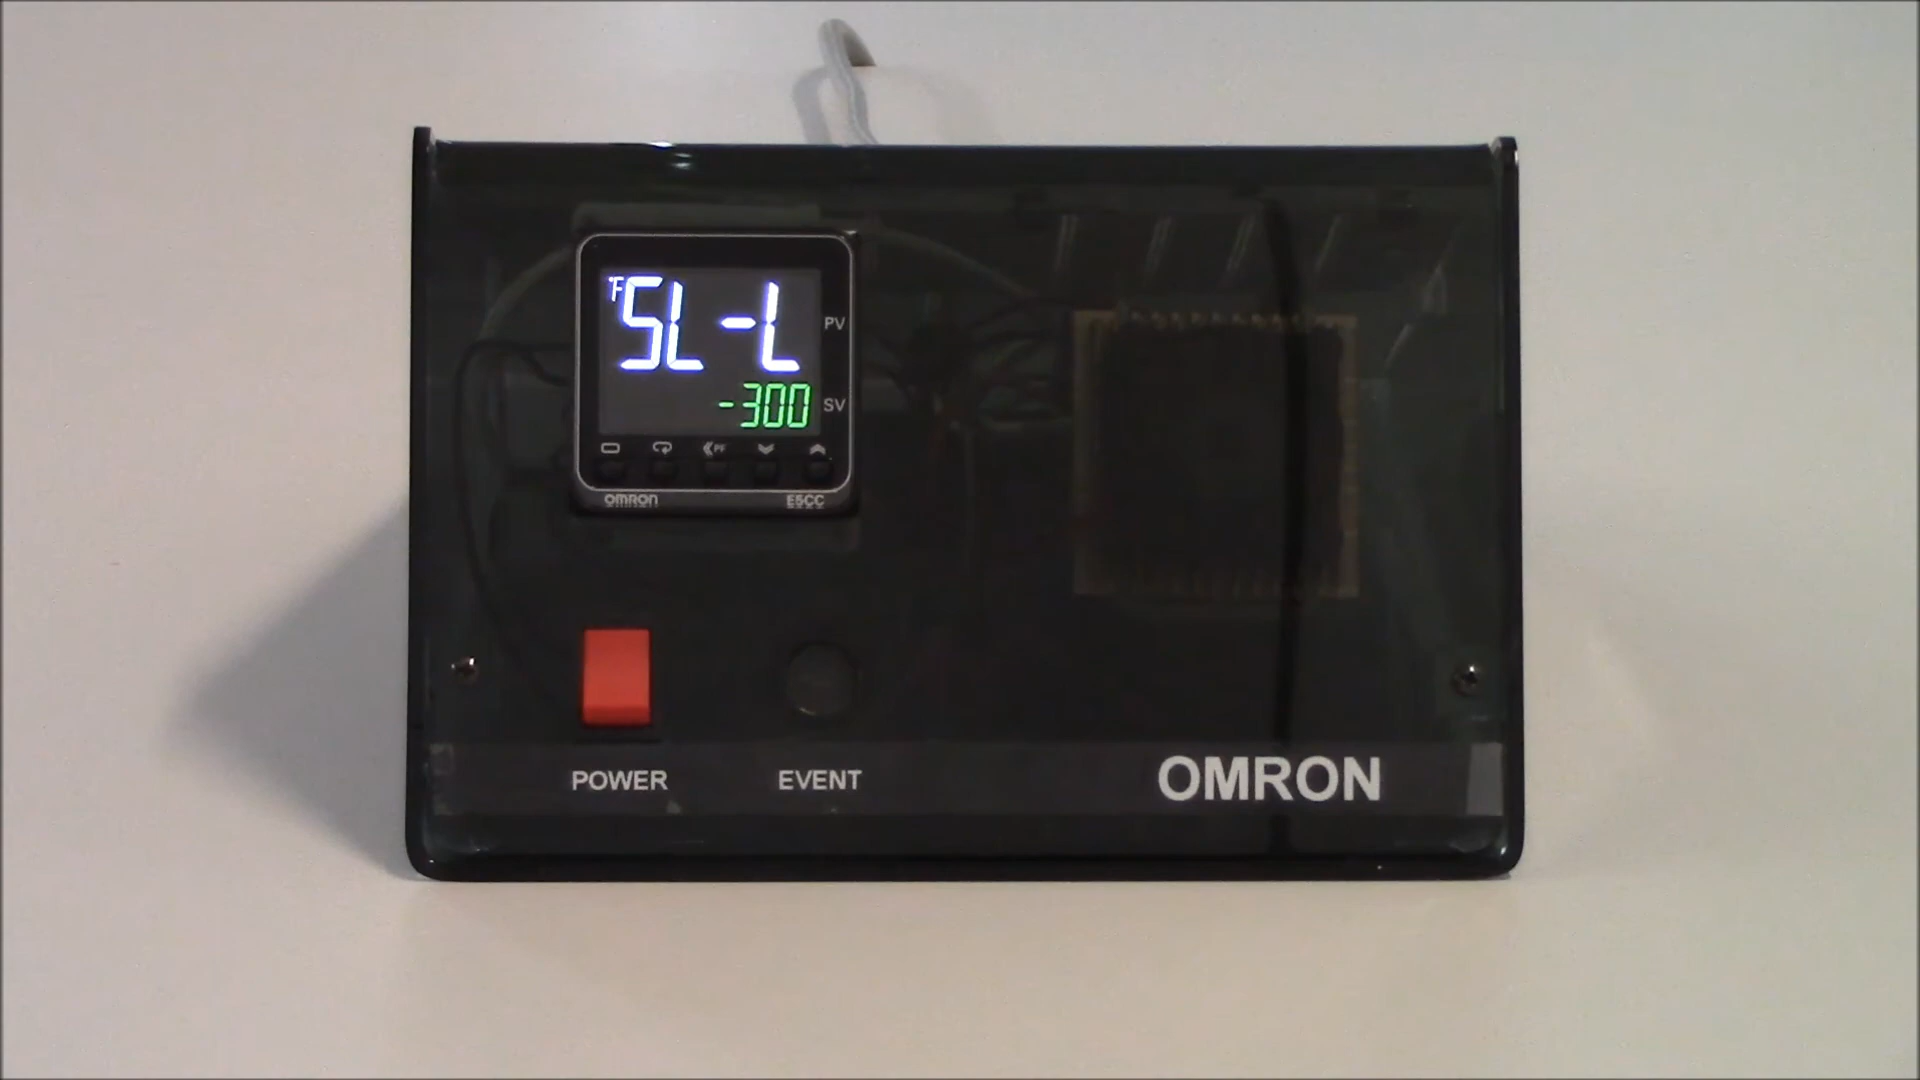 °F SL-L PV
-300 SV
PF
OMRON E5CC
POWER EVENT OMRON